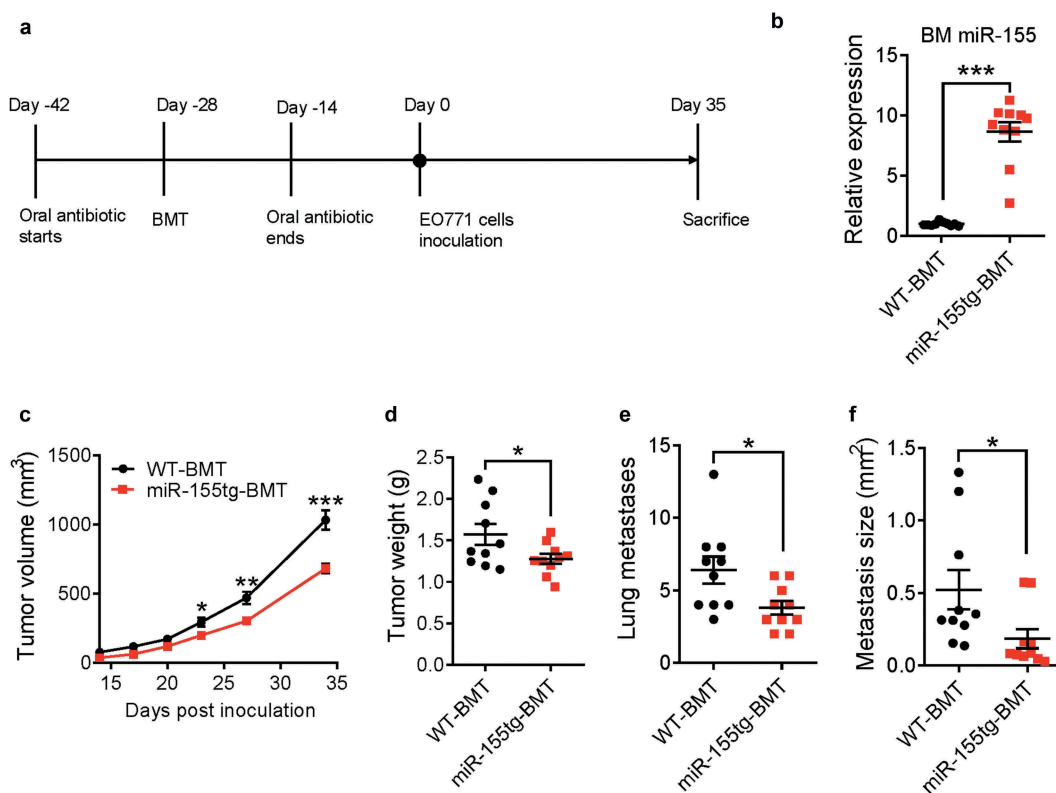 a
Day -42
Day -28
Day -14
Day 0
Day 35
Oral antibiotic
starts
BMT
Oral antibiotic
ends
EO771 cells
inoculation
Sacrifice
b
BM miR-155
***
Relative expression
15
10
5
0
WT-BMT
miR-155tg-BMT
c
Tumor volume (mm3)
1500
1000
500
0
WT-BMT
miR-155tg-BMT
*
**
***
15 20 25 30 35
Days post inoculation
d
*
Tumor weight (g)
2.5
2.0
1.5
1.0
0.5
0.0
WT-BMT
miR-155tg-BMT
e
*
Lung metastases
15
10
5
0
WT-BMT
miR-155tg-BMT
f
*
Metastasis size (mm2)
1.5
1.0
0.5
0.0
WT-BMT
miR-155tg-BMT